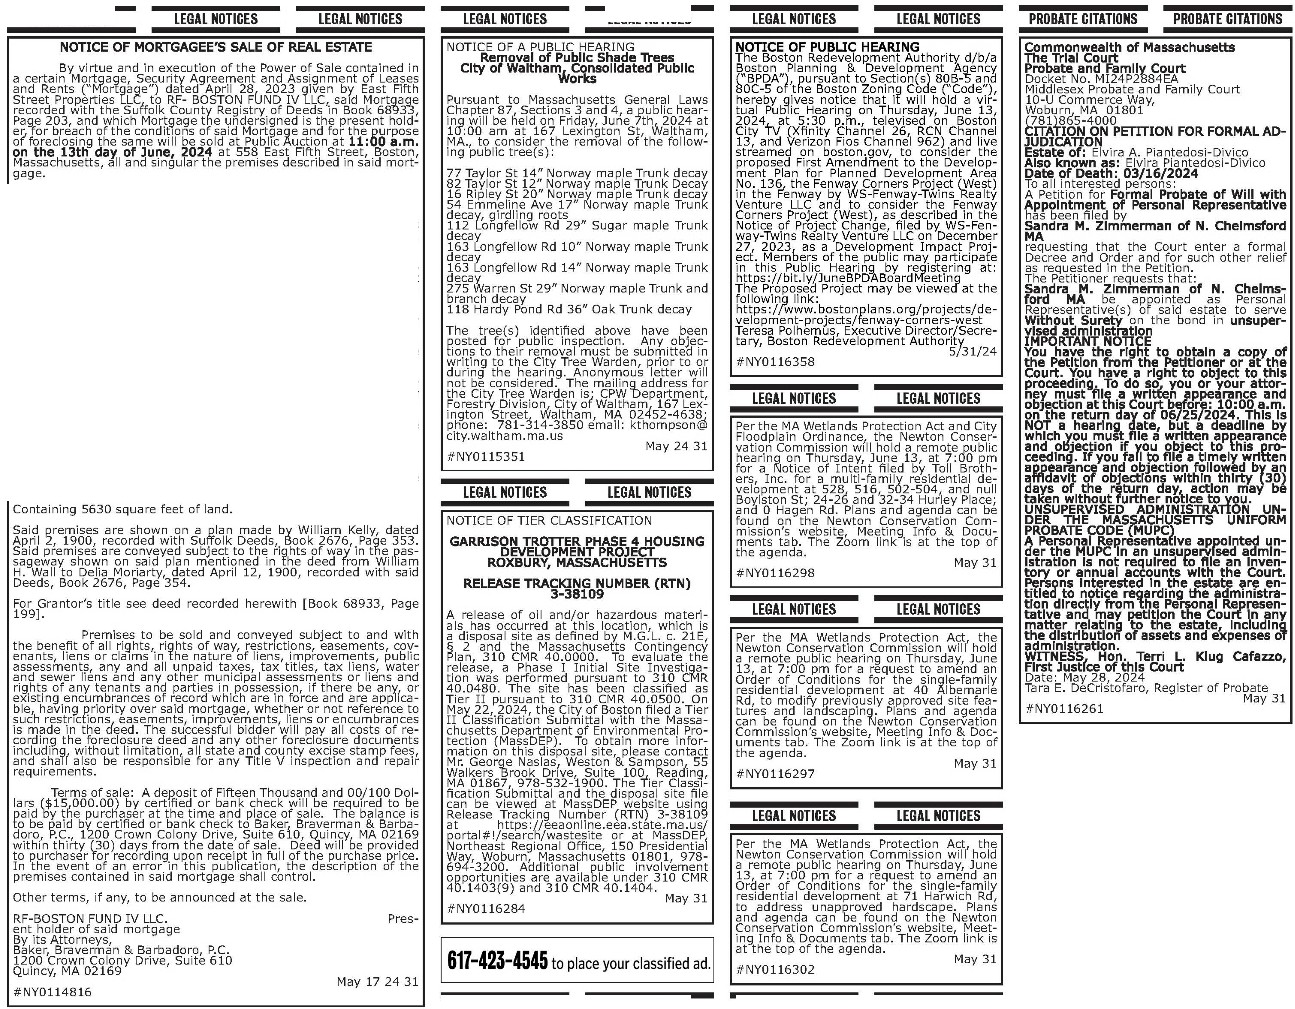 LEGAL NOTICES
LEGAL NOTICES
NOTICE OF MORTGAGEE'S SALE OF REAL ESTATE
By virtue and in execution of the Power of Sale contained in
a certain Mortgage, Security Agreement and Assignment of Leases
and Rents ("Mortgage") dated April 28, 2023 given by East Fifth
Street Properties LLC, to RF- BOSTON FUND IV LLC, said Mortgage
recorded with the Suffolk County Registry of Deeds in Book 68933,
Page 203, and which Mortgage the undersigned is the present hold-
er, for breach of the conditions of said Mortgage and for the purpose
of foreclosing the same will be sold at Public Auction at 11:00 a.m.
on the 13th day of June, 2024 at 558 East Fifth Street, Boston,
Massachusetts, all and singular the premises described in said mort-
gage.
Containing 5630 square feet of land.
Said premises are shown on a plan made by William Kelly, dated
April 2, 1900, recorded with Suffolk Deeds, Book 2676, Page 353.
Said premises are conveyed subject to the rights of way in the pas-
sageway shown on said plan mentioned in the deed from William
H. Wall to Delia Moriarty, dated April 12, 1900, recorded with said
Deeds, Book 2676, Page 354.
For Grantor's title see deed recorded herewith [Book 68933, Page
199].
Premises to be sold and conveyed subject to and with
the benefit of all rights, rights of way, restrictions, easements, cov-
enants, liens or claims in the nature of liens, improvements, public
assessments, any and all unpaid taxes, tax titles, tax liens, water
and sewer liens and any other municipal assessments or liens and
rights of any tenants and parties in possession, if there be any, or
existing encumbrances of record which are in force and are applica-
ble, having priority over said mortgage, whether or not reference to
such restrictions, easements, improvements, liens or encumbrances
is made in the deed. The successful bidder will pay all costs of re-
cording the foreclosure deed and any other foreclosure documents
including, without limitation, all state and county excise stamp fees,
and shall also be responsible for any Title V inspection and repair
requirements.
Terms of sale: A deposit of Fifteen Thousand and 00/100 Dol-
lars ($15,000.00) by certified or bank check will be required to be
paid by the purchaser at the time and place of sale. The balance is
to be paid by certified or bank check to Baker, Braverman & Barba-
doro, P.C., 1200 Crown Colony Drive, Suite 610, Quincy, MA 02169
within thirty (30) days from the date of sale. Deed will be provided
to purchaser for recording upon receipt in full of the purchase price.
In the event of an error in this publication, the description of the
premises contained in said mortgage shall control.
Other terms, if any, to be announced at the sale.
RF-BOSTON FUND IV LLC. Pres-
ent holder of said mortgage
By its Attorneys,
Baker, Braverman & Barbadoro, P.C.
1200 Crown Colony Drive, Suite 610
Quincy, MA 02169
May 17 24 31
#NY0114816
LEGAL NOTICES
LEGAL NOTICES
NOTICE OF A PUBLIC HEARING
Removal of Public Shade Trees
City of Waltham, Consolidated Public
Works
Pursuant to Massachusetts General Laws
Chapter 87, Sections 3 and 4, a public hear-
ing will be held on Friday, June 7th, 2024 at
10:00 am at 167 Lexington St, Waltham,
MA., to consider the removal of the follow-
ing public tree(s):
77 Taylor St 14" Norway maple Trunk decay
82 Taylor St 12" Norway maple Trunk decay
16 Ripley St 20" Norway maple Trunk decay
54 Emmeline Ave 17" Norway maple Trunk
decay, girdling roots
112 Longfellow Rd 29" Sugar maple Trunk
decay
163 Longfellow Rd 10" Norway maple Trunk
decay
163 Longfellow Rd 14" Norway maple Trunk
decay
275 Warren St 29" Norway maple Trunk and
branch decay
118 Hardy Pond Rd 36" Oak Trunk decay
The tree(s) identified above have been
posted for public inspection. Any objec-
tions to their removal must be submitted in
writing to the City Tree Warden, prior to or
during the hearing. Anonymous letter will
not be considered. The mailing address for
the City Tree Warden is; CPW Department,
Forestry Division, City of Waltham, 167 Lex-
ington Street, Waltham, MA 02452-4638;
phone: 781-314-3850 email: kthompson@
city.waltham.ma.us
May 24 31
#NY0115351
LEGAL NOTICES
LEGAL NOTICES
NOTICE OF TIER CLASSIFICATION
GARRISON TROTTER PHASE 4 HOUSING
DEVELOPMENT PROJECT
ROXBURY, MASSACHUSETTS
RELEASE TRACKING NUMBER (RTN)
3-38109
A release of oil and/or hazardous materi-
als has occurred at this location, which is
a disposal site as defined by M.G.L. c. 21E,
§ 2 and the Massachusetts Contingency
Plan, 310 CMR 40.0000. To evaluate the
release, a Phase I Initial Site Investiga-
tion was performed pursuant to 310 CMR
40.0480. The site has been classified as
Tier II pursuant to 310 CMR 40.0500. On
May 22, 2024, the City of Boston filed a Tier
II Classification Submittal with the Massa-
chusetts Department of Environmental Pro-
tection (MassDEP). To obtain more infor-
mation on this disposal site, please contact
Mr. George Naslas, Weston & Sampson, 55
Walkers Brook Drive, Suite 100, Reading,
MA 01867, 978-532-1900. The Tier Classi-
fication Submittal and the disposal site file
can be viewed at MassDEP website using
Release Tracking Number (RTN) 3-38109
at https://eeaonline.eea.state.ma.us/
portal#!/search/wastesite or at MassDEP,
Northeast Regional Office, 150 Presidential
Way, Woburn, Massachusetts 01801, 978-
694-3200. Additional public involvement
opportunities are available under 310 CMR
40.1403(9) and 310 CMR 40.1404.
May 31
#NY0116284
617-423-4545 to place your classified ad.
LEGAL NOTICES
LEGAL NOTICES
NOTICE OF PUBLIC HEARING
The Boston Redevelopment Authority d/b/a
Boston Planning & Development Agency
("BPDA"), pursuant to Section(s) 80B-5 and
80C-5 of the Boston Zoning Code ("Code"),
hereby gives notice that it will hold a vir-
tual Public Hearing on Thursday, June 13,
2024, at 5:30 p.m., televised on Boston
City TV (Xfinity Channel 26, RCN Channel
13, and Verizon Fios Channel 962) and live
streamed on boston.gov, to consider the
proposed First Amendment to the Develop-
ment Plan for Planned Development Area
No. 136, the Fenway Corners Project (West)
in the Fenway by WS-Fenway-Twins Realty
Venture LLC and to consider the Fenway
Corners Project (West), as described in the
Notice of Project Change, filed by WS-Fen-
way-Twins Realty Venture LLC on December
27, 2023, as a Development Impact Proj-
ect. Members of the public may participate
in this Public Hearing by registering at:
https://bit.ly/JuneBPDABoardMeeting
The Proposed Project may be viewed at the
following link:
https://www.bostonplans.org/projects/de-
velopment-projects/fenway-corners-west
Teresa Polhemus, Executive Director/Secre-
tary, Boston Redevelopment Authority
5/31/24
#NY0116358
LEGAL NOTICES
LEGAL NOTICES
Per the MA Wetlands Protection Act and City
Floodplain Ordinance, the Newton Conser-
vation Commission will hold a remote public
hearing on Thursday, June 13, at 7:00 pm
for a Notice of Intent filed by Toll Broth-
ers, Inc. for a multi-family residential de-
velopment at 528, 516, 502-504, and null
Boylston St; 24-26 and 32-34 Hurley Place;
and 0 Hagen Rd. Plans and agenda can be
found on the Newton Conservation Com-
mission's website, Meeting Info & Docu-
ments tab. The Zoom link is at the top of
the agenda.
May 31
#NY0116298
LEGAL NOTICES
LEGAL NOTICES
Per the MA Wetlands Protection Act, the
Newton Conservation Commission will hold
a remote public hearing on Thursday, June
13, at 7:00 pm for a request to amend an
Order of Conditions for the single-family
residential development at 40 Albemarle
Rd, to modify previously approved site fea-
tures and landscaping. Plans and agenda
can be found on the Newton Conservation
Commission's website, Meeting Info & Doc-
uments tab. The Zoom link is at the top of
the agenda.
May 31
#NY0116297
LEGAL NOTICES
LEGAL NOTICES
Per the MA Wetlands Protection Act, the
Newton Conservation Commission will hold
a remote public hearing on Thursday, June
13, at 7:00 pm for a request to amend an
Order of Conditions for the single-family
residential development at 71 Harwich Rd,
to address unapproved hardscape. Plans
and agenda can be found on the Newton
Conservation Commission's website, Meet-
ing Info & Documents tab. The Zoom link is
at the top of the agenda.
May 31
#NY0116302
PROBATE CITATIONS
PROBATE CITATIONS
Commonwealth of Massachusetts
The Trial Court
Probate and Family Court
Docket No. MI24P2884EA
Middlesex Probate and Family Court
10-U Commerce Way,
Woburn, MA 01801
(781)865-4000
CITATION ON PETITION FOR FORMAL AD-
JUDICATION
Estate of: Elvira A. Piantedosi-Divico
Also known as: Elvira Piantedosi-Divico
Date of Death: 03/16/2024
To all interested persons:
A Petition for Formal Probate of Will with
Appointment of Personal Representative
has been filed by
Sandra M. Zimmerman of N. Chelmsford
MA
requesting that the Court enter a formal
Decree and Order and for such other relief
as requested in the Petition.
The Petitioner requests that:
Sandra M. Zimmerman of N. Chelms-
ford MA be appointed as Personal
Representative(s) of said estate to serve
Without Surety on the bond in unsuper-
vised administration
IMPORTANT NOTICE
You have the right to obtain a copy of
the Petition from the Petitioner or at the
Court. You have a right to object to this
proceeding. To do so, you or your attor-
ney must file a written appearance and
objection at this Court before: 10:00 a.m.
on the return day of 06/25/2024. This is
NOT a hearing date, but a deadline by
which you must file a written appearance
and objection if you object to this pro-
ceeding. If you fail to file a timely written
appearance and objection followed by an
affidavit of objections within thirty (30)
days of the return day, action may be
taken without further notice to you.
UNSUPERVISED ADMINISTRATION UN-
DER THE MASSACHUSETTS UNIFORM
PROBATE CODE (MUPC)
A Personal Representative appointed un-
der the MUPC in an unsupervised admin-
istration is not required to file an inven-
tory or annual accounts with the Court.
Persons interested in the estate are en-
titled to notice regarding the administra-
tion directly from the Personal Represen-
tative and may petition the Court in any
matter relating to the estate, including
the distribution of assets and expenses of
administration.
WITNESS, Hon. Terri L. Klug Cafazzo,
First Justice of this Court
Date: May 28, 2024
Tara E. DeCristofaro, Register of Probate
May 31
#NY0116261